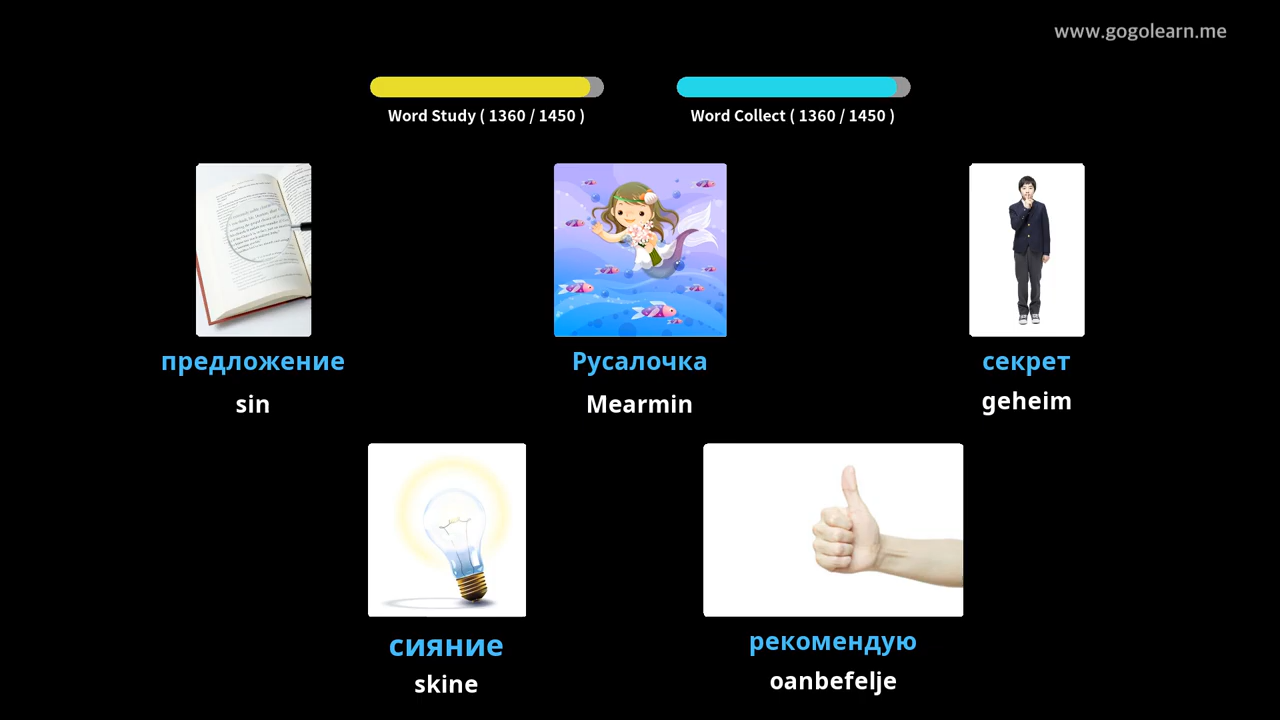 www.gogolearn.me
Word Study ( 1360 / 1450 )
Word Collect ( 1360 / 1450 )
предложение
sin
Русалочка
Mearmin
секрет
geheim
сияние
skine
рекомендую
oanbefelje